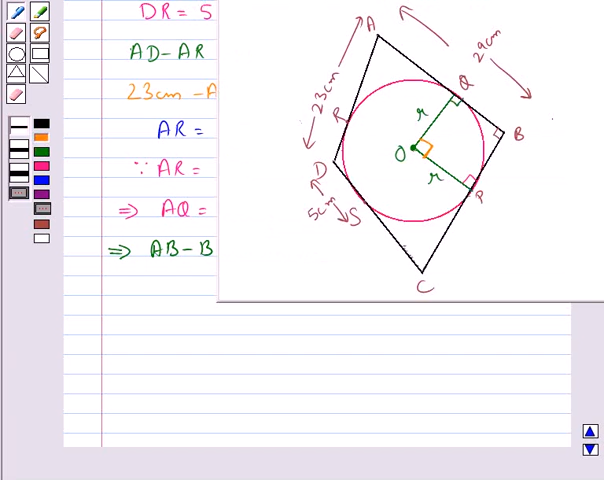 DR = 5
AD-AR
23cm - A
AR =
∵ AR =
⇒ AQ =
⇒ AB - B
A
29cm
23cm
Q
r
R
B
O
D
r
5cm
S
P
C